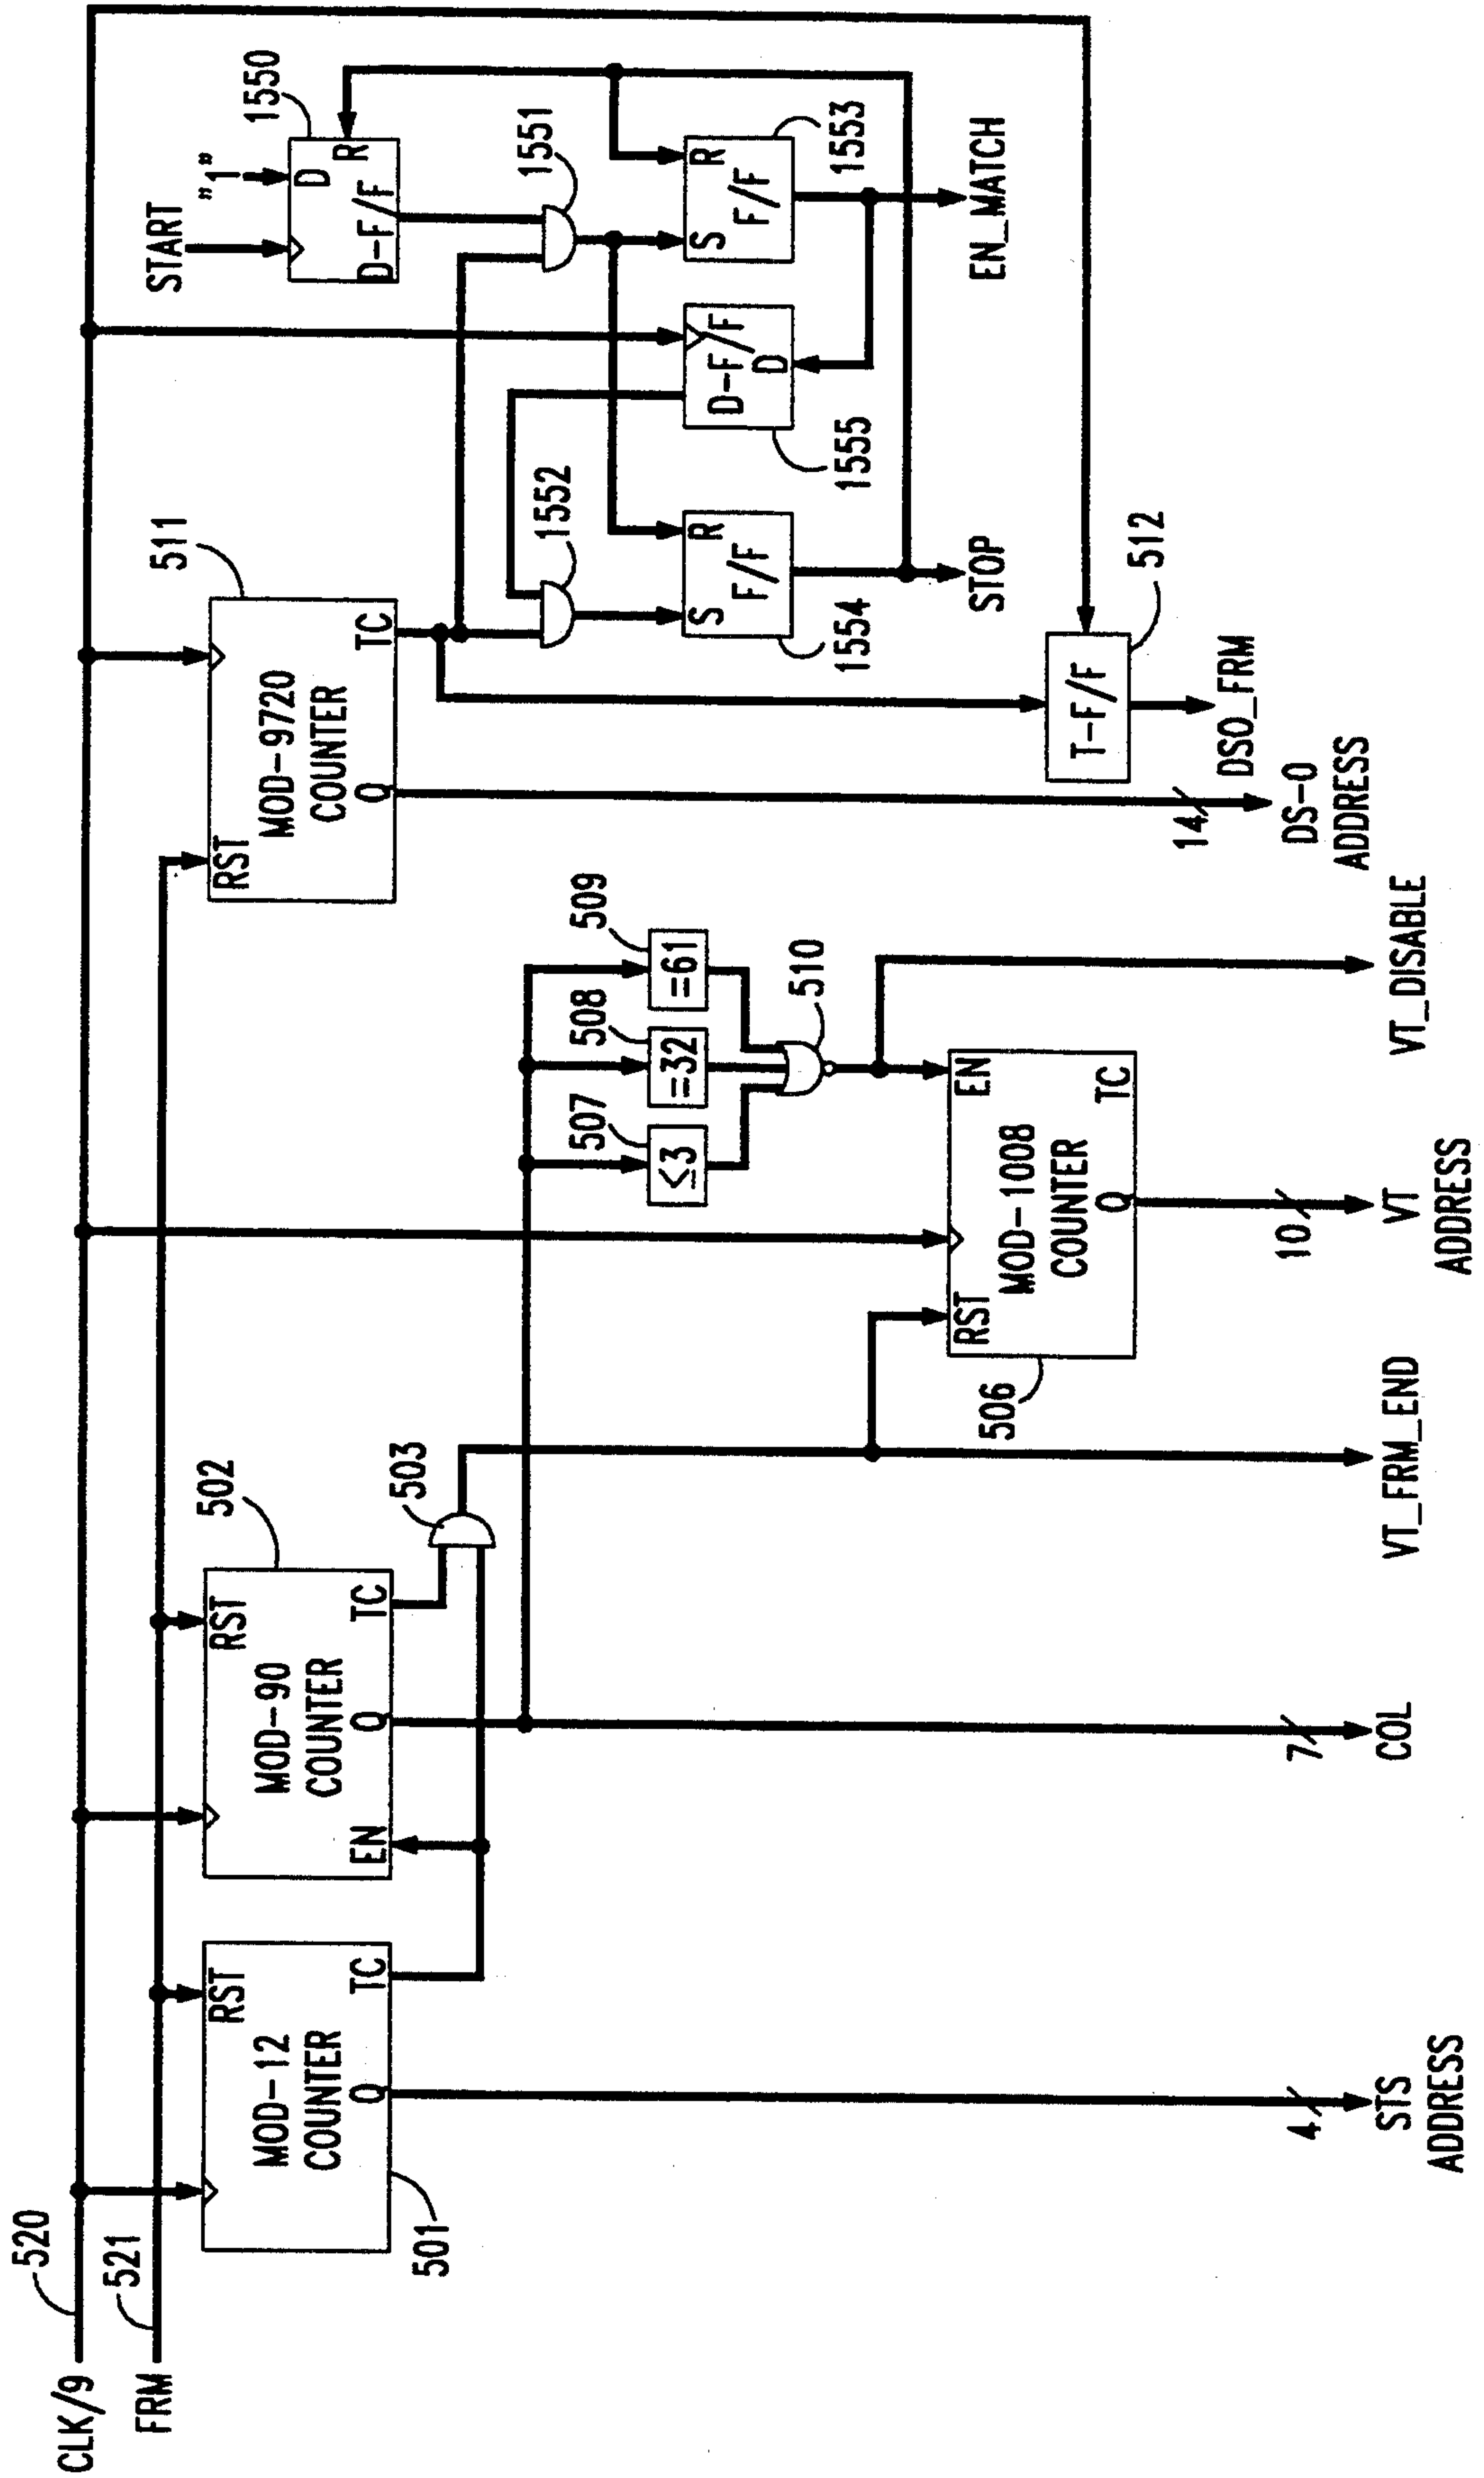 CLK/9
520
FRM
521
MOD-12
COUNTER
RST
Q
TC
501
STS
ADDRESS
4
MOD-90
COUNTER
RST
EN
Q
TC
502
503
COL
7
VT_FRM_END
RST
MOD-1008
COUNTER
EN
Q
TC
506
10
VT
ADDRESS
≤3
507
=32
508
=61
509
510
VT_DISABLE
RST
MOD-9720
COUNTER
Q
TC
511
14
DS-0
ADDRESS
T-F/F
512
DSO_FRM
START
"1"
D
R
D-F/F
1550
1551
1552
S
R
F/F
1553
S
R
F/F
1554
D-F/F
D
1555
STOP
EN_MATCH